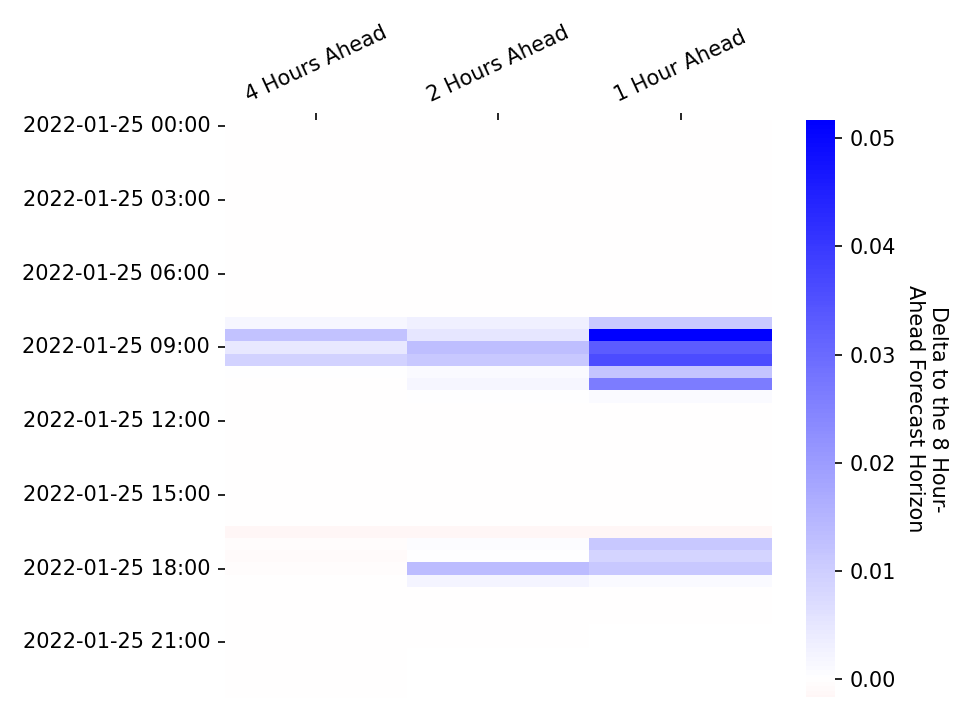 4 Hours Ahead
2 Hours Ahead
1 Hour Ahead
2022-01-25 00:00
2022-01-25 03:00
2022-01-25 06:00
2022-01-25 09:00
2022-01-25 12:00
2022-01-25 15:00
2022-01-25 18:00
2022-01-25 21:00
0.05
0.04
0.03
0.02
0.01
0.00
Delta to the 8 Hour-
Ahead Forecast Horizon